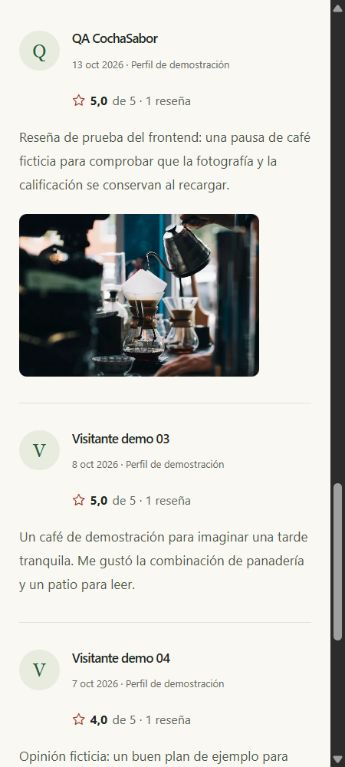 Q
QA CochaSabor
13 oct 2026 · Perfil de demostración
5,0 de 5 · 1 reseña
Reseña de prueba del frontend: una pausa de café
ficticia para comprobar que la fotografía y la
calificación se conservan al recargar.
V
Visitante demo 03
8 oct 2026 · Perfil de demostración
5,0 de 5 · 1 reseña
Un café de demostración para imaginar una tarde
tranquila. Me gustó la combinación de panadería
y un patio para leer.
V
Visitante demo 04
7 oct 2026 · Perfil de demostración
4,0 de 5 · 1 reseña
Opinión ficticia: un buen plan de ejemplo para